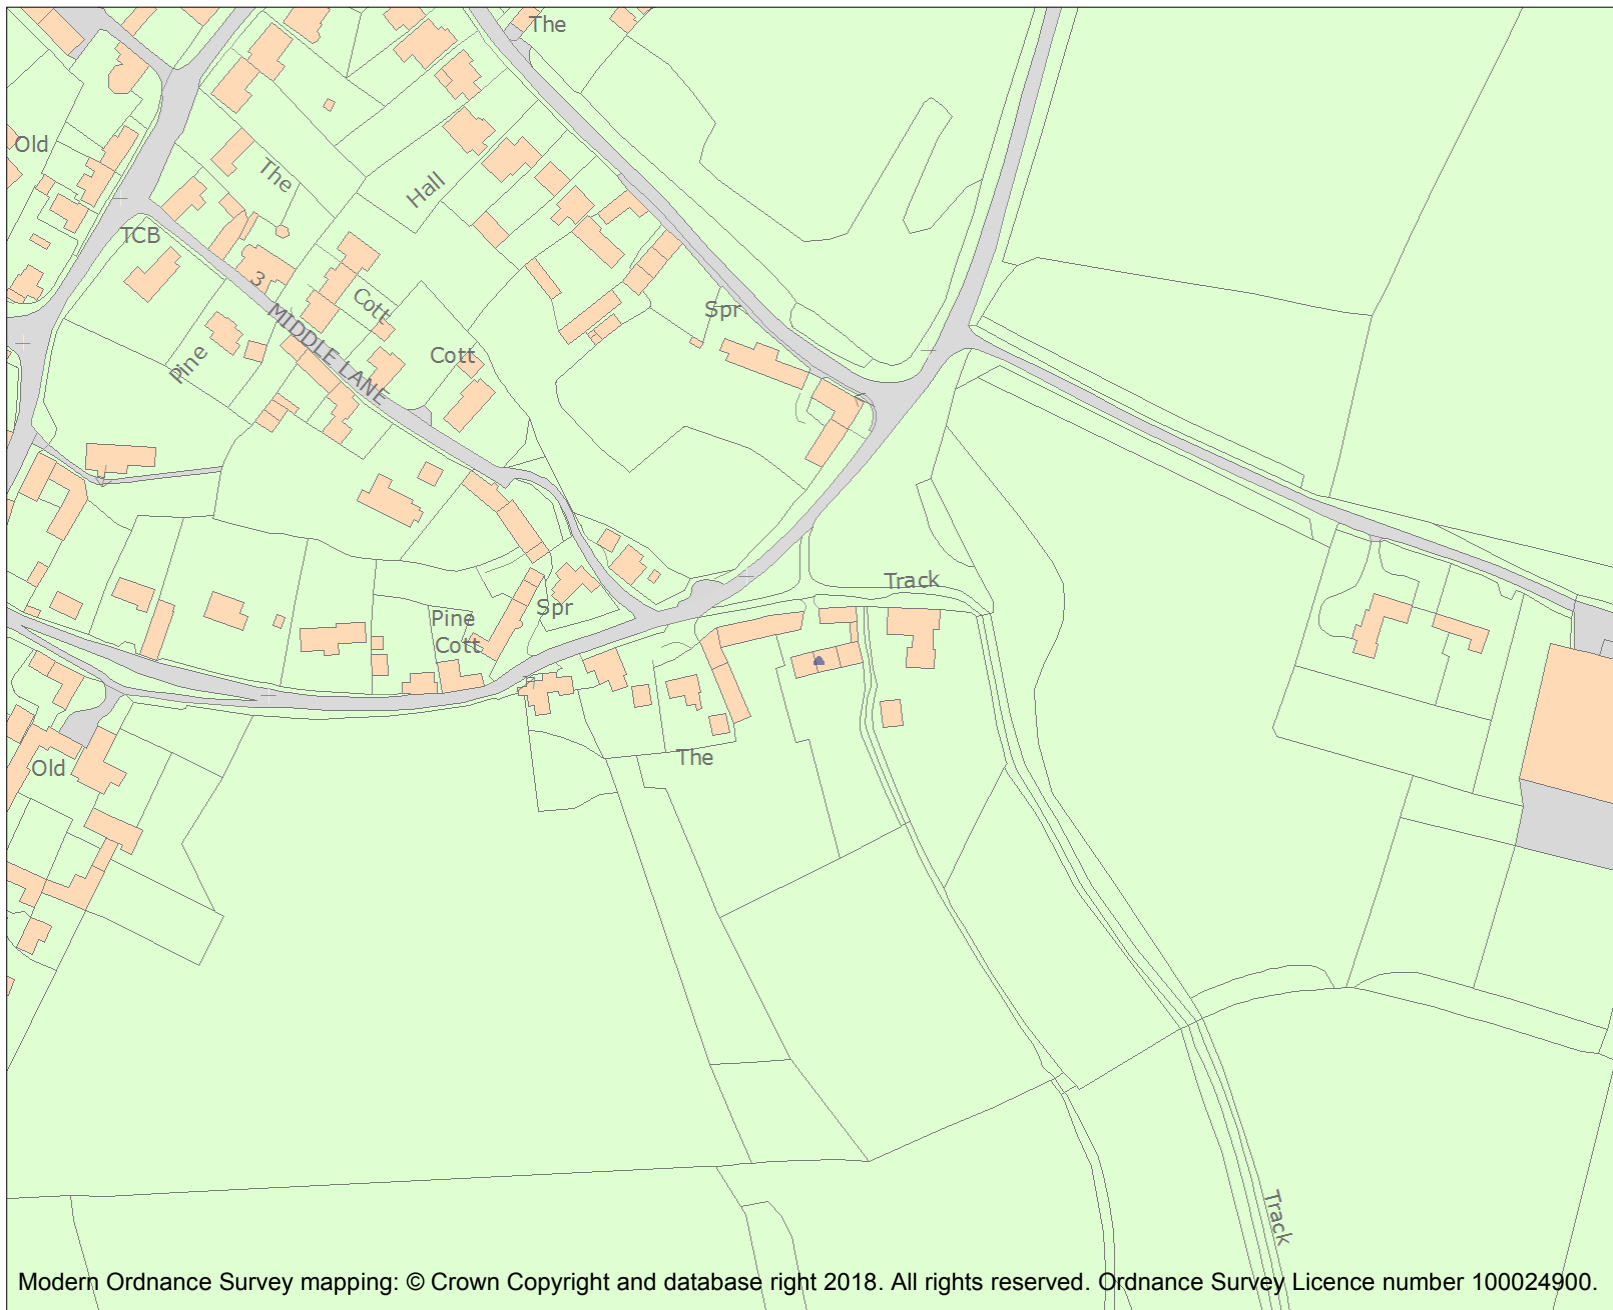 The
Old
The
Hall
TCB
3
MIDDLE LANE
Cott
Spr
Pine
Cott
Track
Spr
Pine
Cott
The
Old
Track
Modern Ordnance Survey mapping: © Crown Copyright and database right 2018. All rights reserved. Ordnance Survey Licence number 100024900.